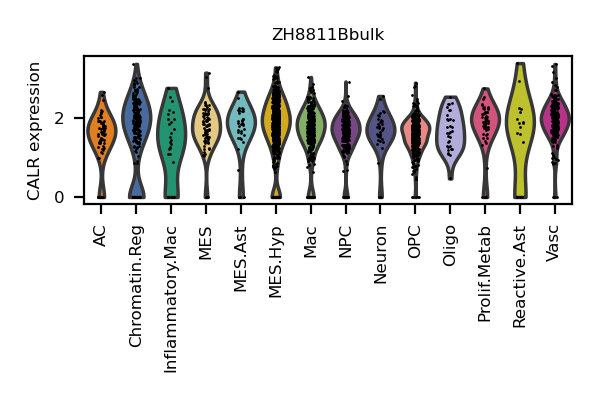 ZH8811Bbulk
CALR expression
2
0
AC
Chromatin.Reg
Inflammatory.Mac
MES
MES.Ast
MES.Hyp
Mac
NPC
Neuron
OPC
Oligo
Prolif.Metab
Reactive.Ast
Vasc